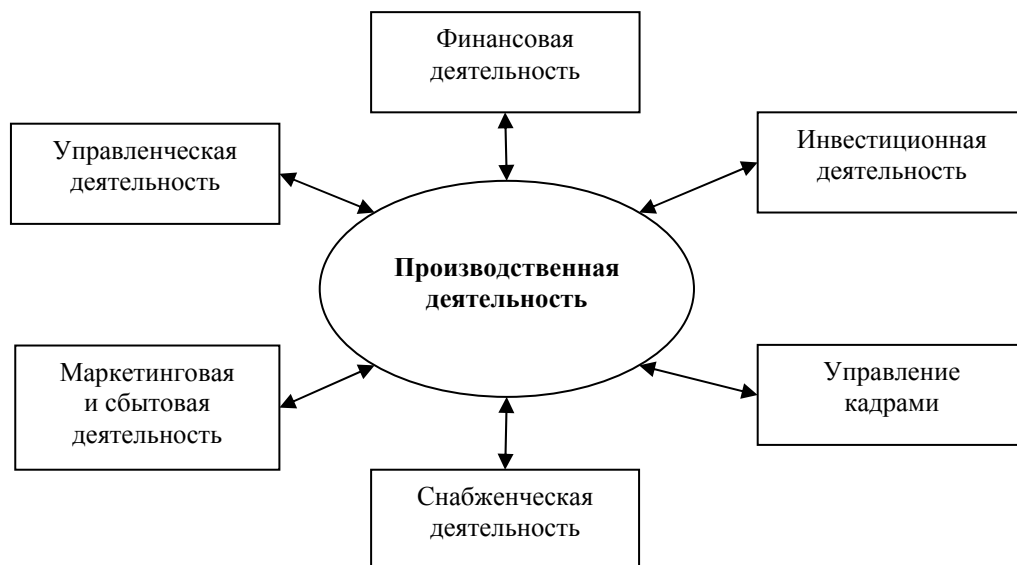 Финансовая
деятельность
Управленческая
деятельность
Инвестиционная
деятельность
Производственная
деятельность
Маркетинговая
и сбытовая
деятельность
Управление
кадрами
Снабженческая
деятельность